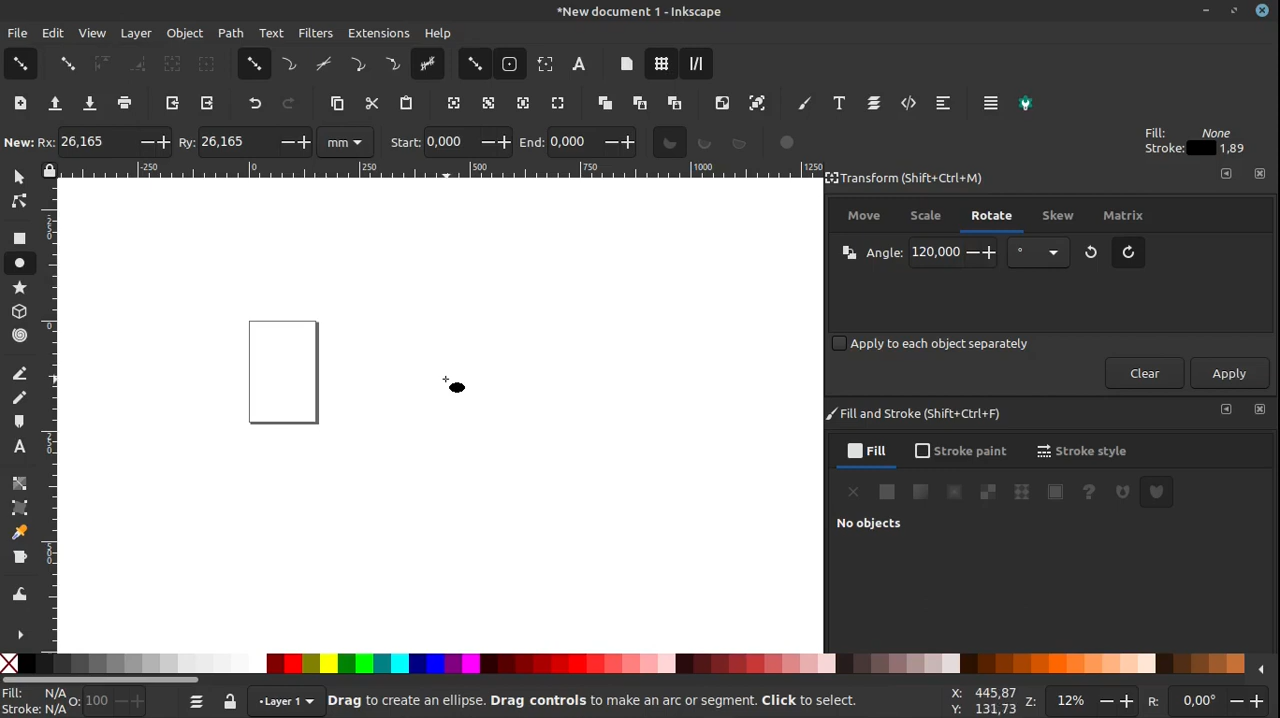 *New document 1 - Inkscape
File Edit View Layer Object Path Text Filters Extensions Help
New: Rx: 26,165 Ry: 26,165 mm Start: 0,000 End: 0,000
Fill: None
Stroke: 1,89
-250 0 250 500 750 1000 1250
Transform (Shift+Ctrl+M)
Move Scale Rotate Skew Matrix
Angle: 120,000 °
Apply to each object separately
Clear Apply
Fill and Stroke (Shift+Ctrl+F)
Fill Stroke paint Stroke style
No objects
Fill: N/A
Stroke: N/A
O: 100
Layer 1
Drag to create an ellipse. Drag controls to make an arc or segment. Click to select.
X: 445,87
Y: 131,73
Z: 12%
R: 0,00°